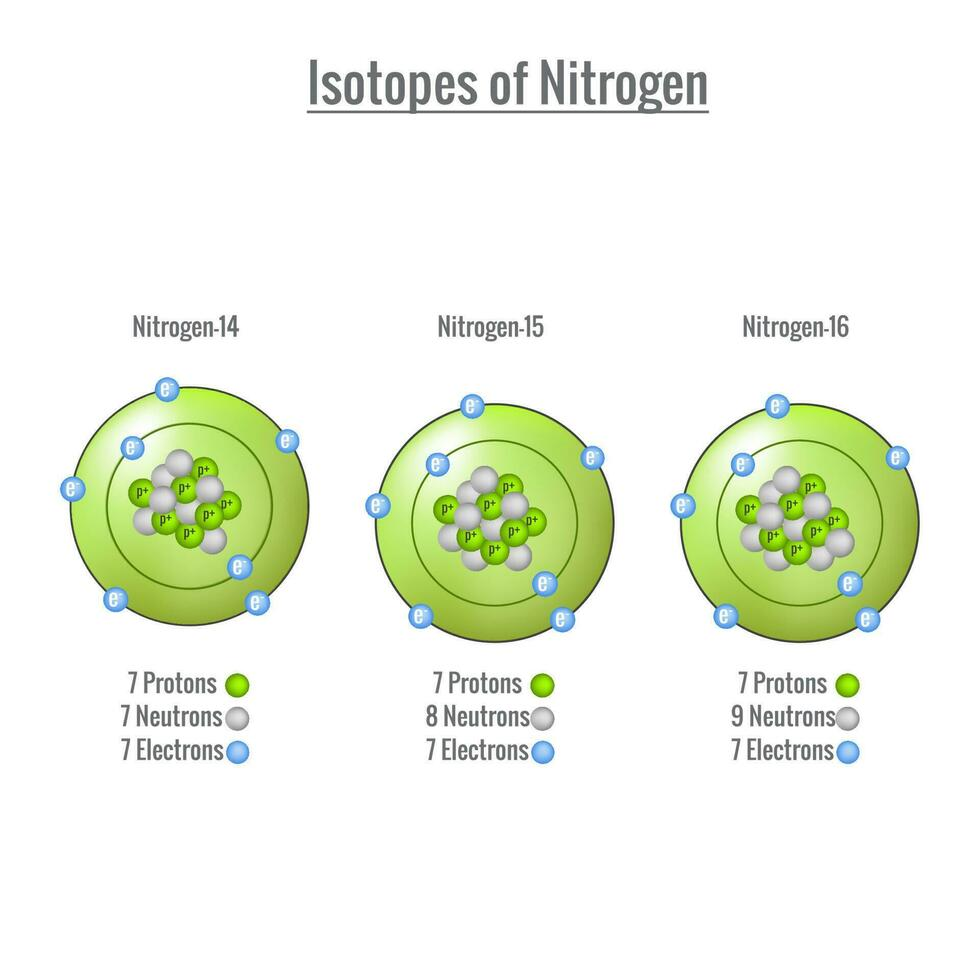 Isotopes of Nitrogen
Nitrogen-14
Nitrogen-15
Nitrogen-16
e- e- e- e- e- e- e-
p+ p+ p+ p+ p+ p+ p+
e- e- e- e- e- e- e-
p+ p+ p+ p+ p+ p+ p+
e- e- e- e- e- e- e-
p+ p+ p+ p+ p+ p+ p+
7 Protons
7 Neutrons
7 Electrons
7 Protons
8 Neutrons
7 Electrons
7 Protons
9 Neutrons
7 Electrons